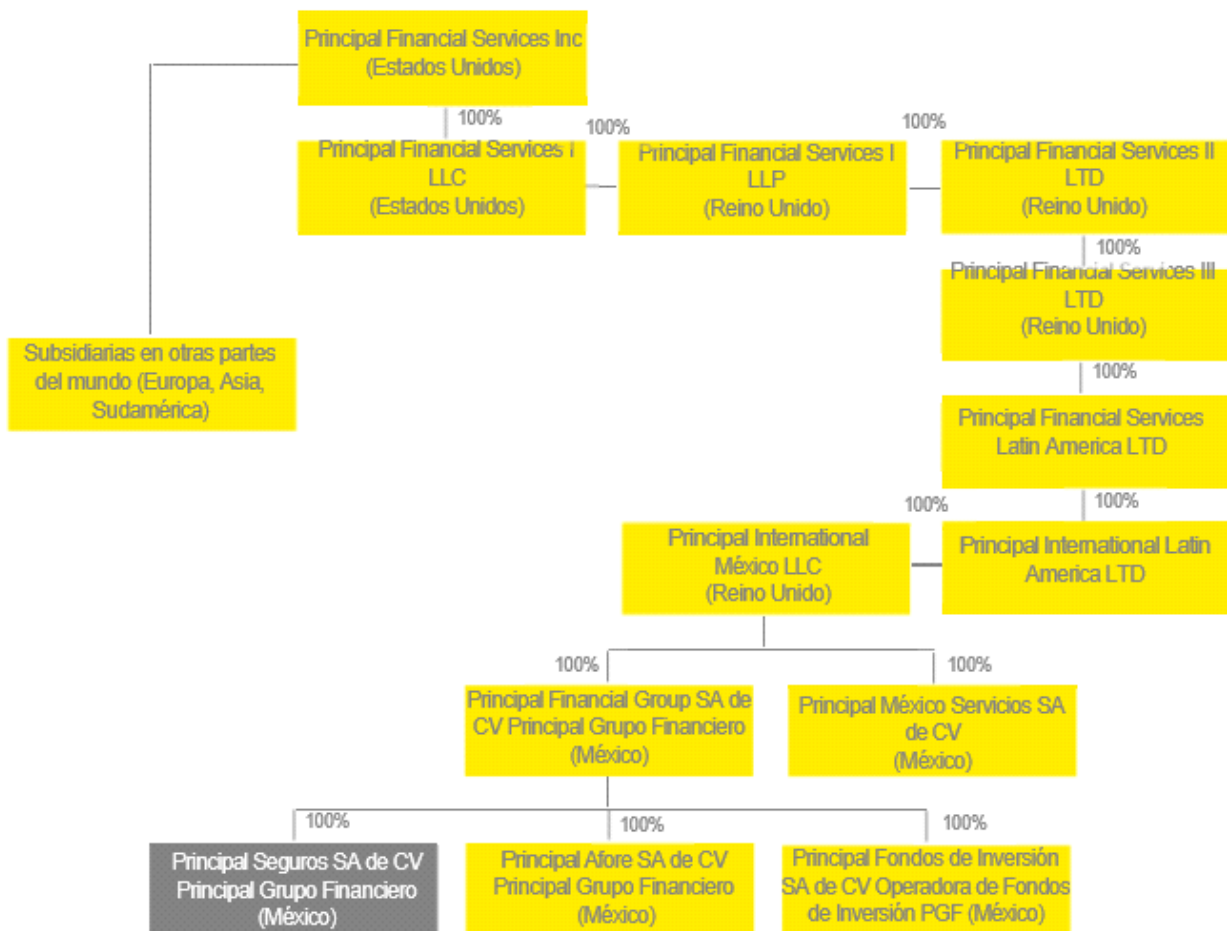 Principal Financial Services Inc
(Estados Unidos)
100%
100%
100%
Principal Financial Services I
LLC
(Estados Unidos)
Principal Financial Services I
LLP
(Reino Unido)
Principal Financial Services II
LTD
(Reino Unido)
100%
Principal Financial Services III
LTD
(Reino Unido)
Subsidiarias en otras partes
del mundo (Europa, Asia,
Sudamérica)
100%
Principal Financial Services
Latin America LTD
100%
100%
Principal International
México LLC
(Reino Unido)
Principal International Latin
America LTD
100%
100%
Principal Financial Group SA de
CV Principal Grupo Financiero
(México)
Principal México Servicios SA
de CV
(México)
100%
100%
100%
Principal Seguros SA de CV
Principal Grupo Financiero
(México)
Principal Afore SA de CV
Principal Grupo Financiero
(México)
Principal Fondos de Inversión
SA de CV Operadora de Fondos
de Inversión PGF (México)